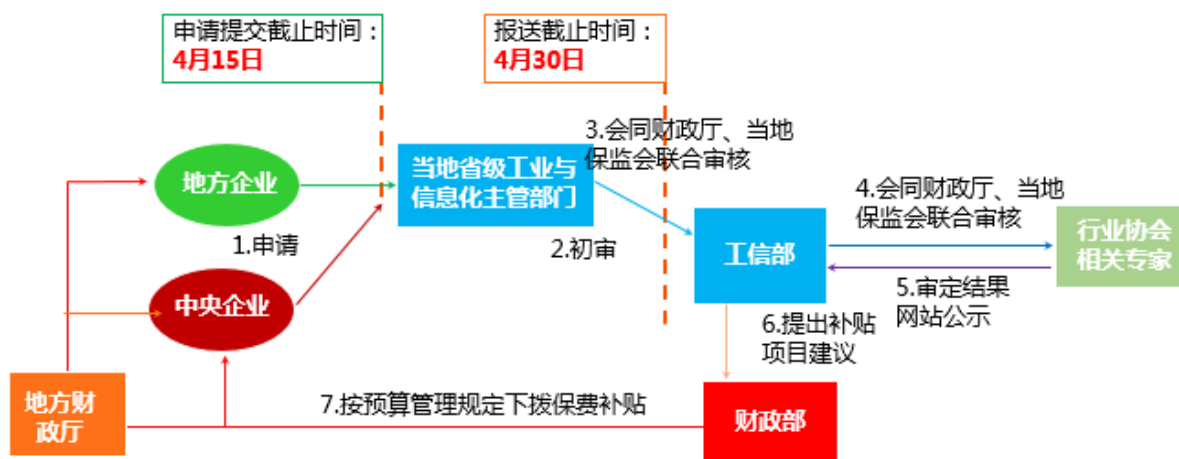 申请提交截止时间：
4月15日
报送截止时间：
4月30日
3.会同财政厅、当地
保监会联合审核
地方企业
当地省级工业与
信息化主管部门
4.会同财政厅、当地
保监会联合审核
1.申请
2.初审
工信部
行业协会
相关专家
中央企业
5.审定结果
网站公示
6.提出补贴
项目建议
地方财
政厅
7.按预算管理规定下拨保费补贴
财政部